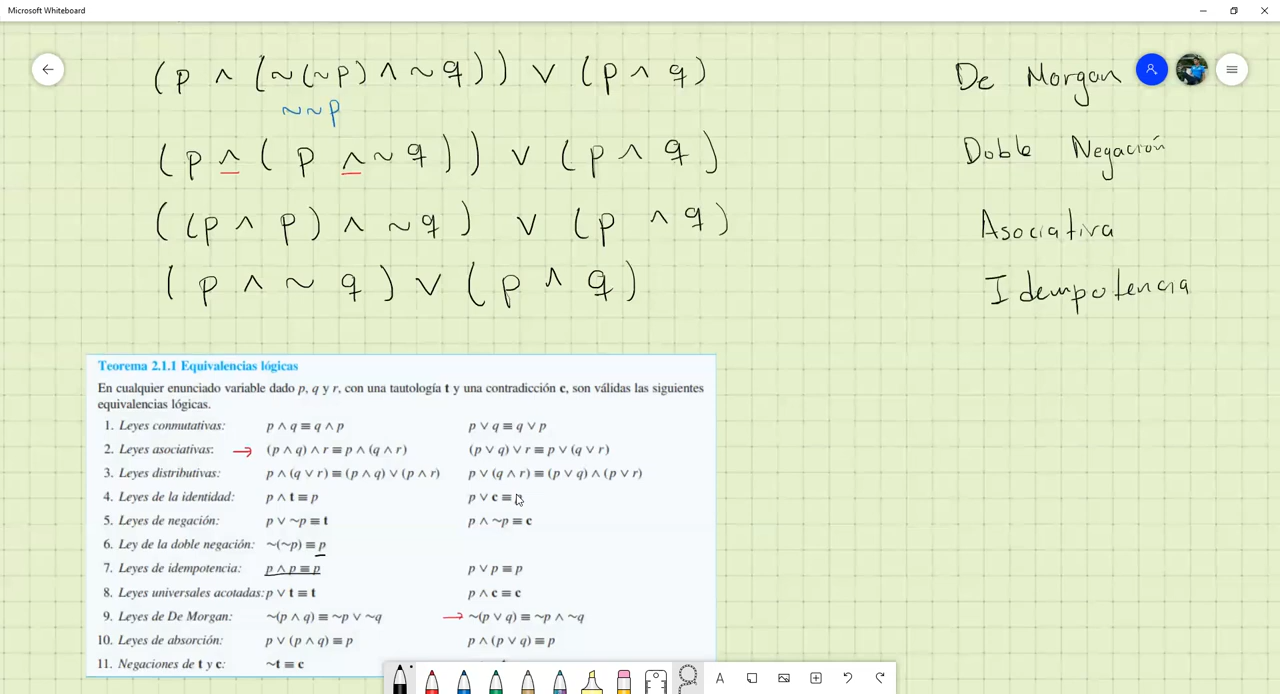 Microsoft Whiteboard
(p ∧ (~(~p) ∧ ~q)) ∨ (p ∧ q) De Morgan
~~p
(p ∧ (p ∧ ~q)) ∨ (p ∧ q) Doble Negación
((p ∧ p) ∧ ~q) ∨ (p ∧ q) Asociativa
(p ∧ ~q) ∨ (p ∧ q) Idempotencia
Teorema 2.1.1 Equivalencias lógicas
En cualquier enunciado variable dado p, q y r, con una tautología t y una contradicción c, son válidas las siguientes
equivalencias lógicas.
1. Leyes conmutativas: p ∧ q ≡ q ∧ p p ∨ q ≡ q ∨ p
2. Leyes asociativas: → (p ∧ q) ∧ r ≡ p ∧ (q ∧ r) (p ∨ q) ∨ r ≡ p ∨ (q ∨ r)
3. Leyes distributivas: p ∧ (q ∨ r) ≡ (p ∧ q) ∨ (p ∧ r) p ∨ (q ∧ r) ≡ (p ∨ q) ∧ (p ∨ r)
4. Leyes de la identidad: p ∧ t ≡ p p ∨ c ≡
5. Leyes de negación: p ∨ ~p ≡ t p ∧ ~p ≡ c
6. Ley de la doble negación: ~(~p) ≡ p
7. Leyes de idempotencia: p ∧ p ≡ p p ∨ p ≡ p
8. Leyes universales acotadas: p ∨ t ≡ t p ∧ c ≡ c
9. Leyes de De Morgan: ~(p ∧ q) ≡ ~p ∨ ~q → ~(p ∨ q) ≡ ~p ∧ ~q
10. Leyes de absorción: p ∨ (p ∧ q) ≡ p p ∧ (p ∨ q) ≡ p
11. Negaciones de t y c: ~t ≡ c
A